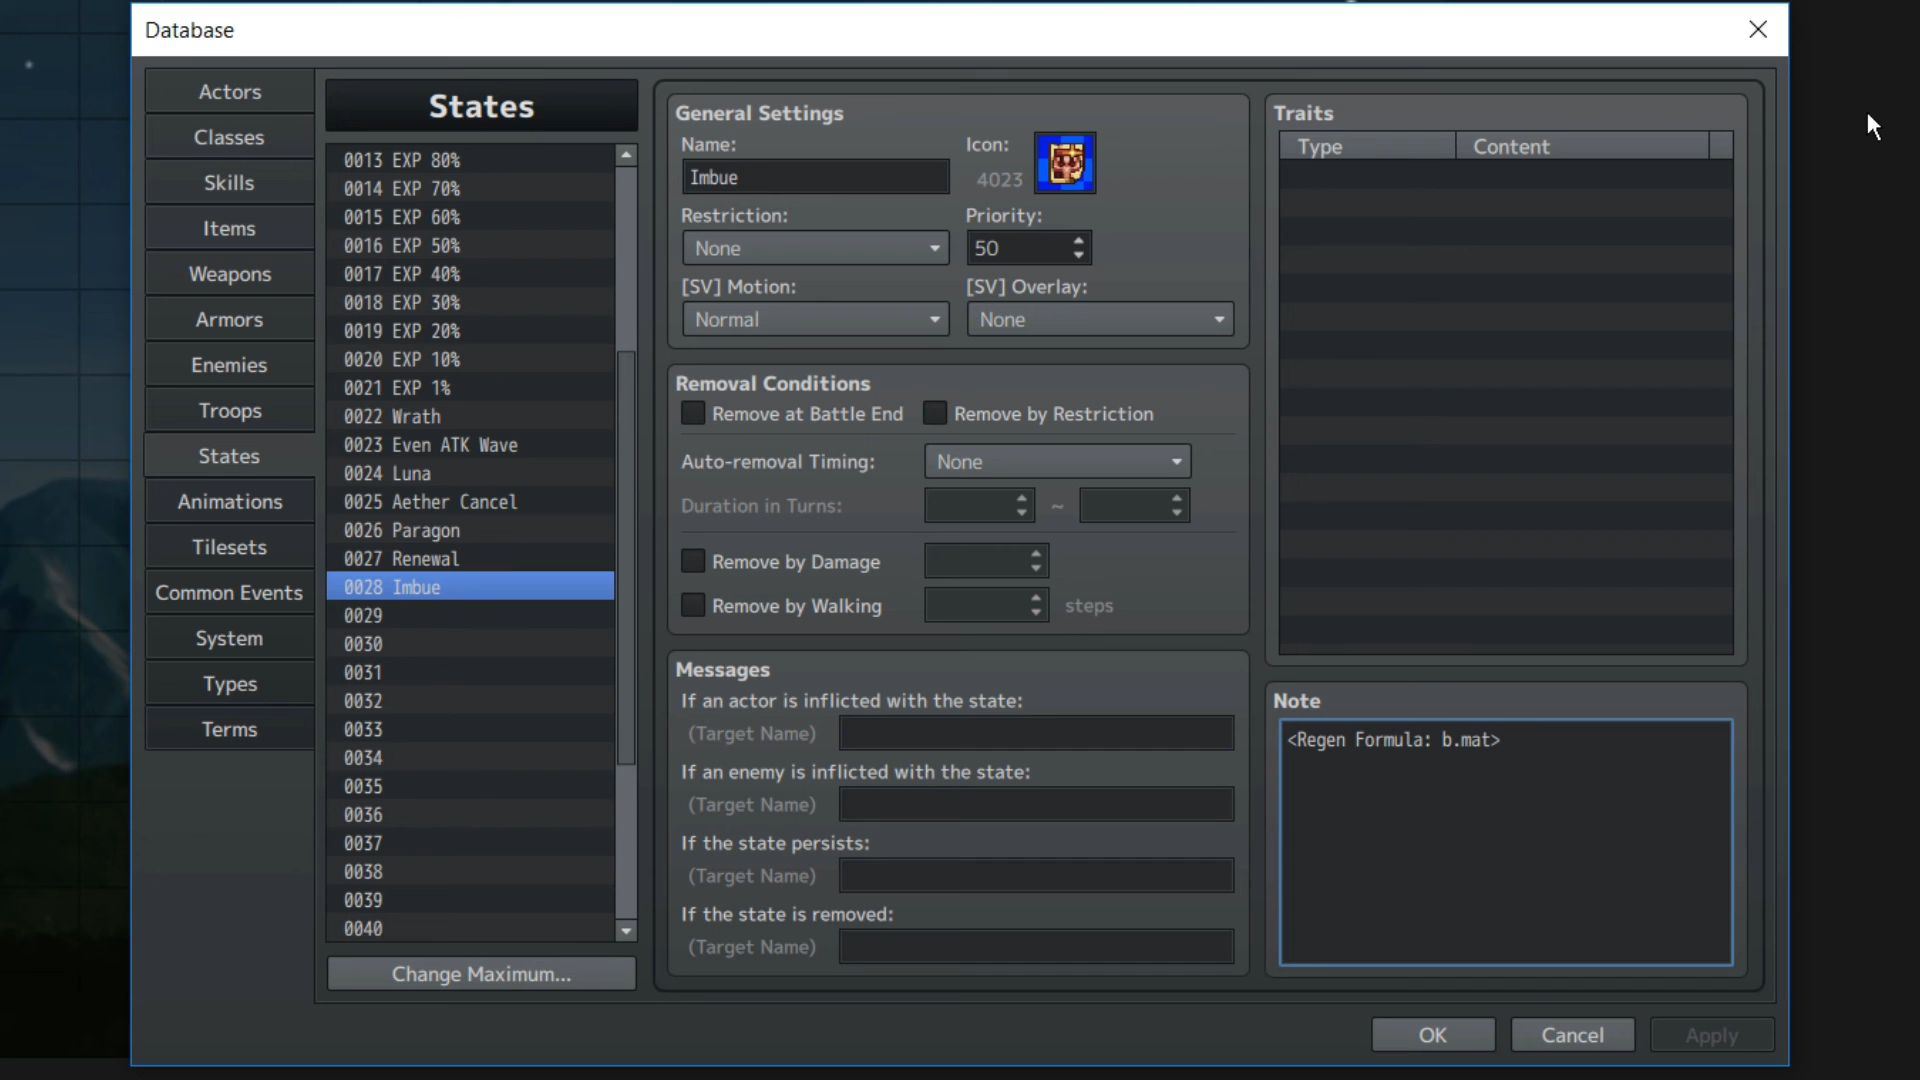 Database
Actors
Classes
Skills
Items
Weapons
Armors
Enemies
Troops
States
Animations
Tilesets
Common Events
System
Types
Terms
States
0013 EXP 80%
0014 EXP 70%
0015 EXP 60%
0016 EXP 50%
0017 EXP 40%
0018 EXP 30%
0019 EXP 20%
0020 EXP 10%
0021 EXP 1%
0022 Wrath
0023 Even ATK Wave
0024 Luna
0025 Aether Cancel
0026 Paragon
0027 Renewal
0028 Imbue
0029
0030
0031
0032
0033
0034
0035
0036
0037
0038
0039
0040
Change Maximum...
General Settings
Name: Icon:
Imbue 4023
Restriction: Priority:
None 50
[SV] Motion: [SV] Overlay:
Normal None
Removal Conditions
Remove at Battle End Remove by Restriction
Auto-removal Timing: None
Duration in Turns: ~
Remove by Damage
Remove by Walking steps
Messages
If an actor is inflicted with the state:
(Target Name)
If an enemy is inflicted with the state:
(Target Name)
If the state persists:
(Target Name)
If the state is removed:
(Target Name)
Traits
Type Content
Note
<Regen Formula: b.mat>
OK Cancel Apply